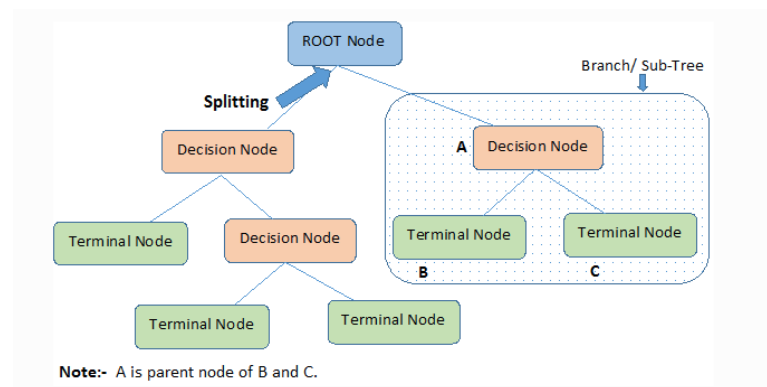 ROOT Node
Branch/ Sub-Tree
Splitting
Decision Node
A
Decision Node
Terminal Node
Decision Node
Terminal Node
Terminal Node
B
C
Terminal Node
Terminal Node
Note:- A is parent node of B and C.